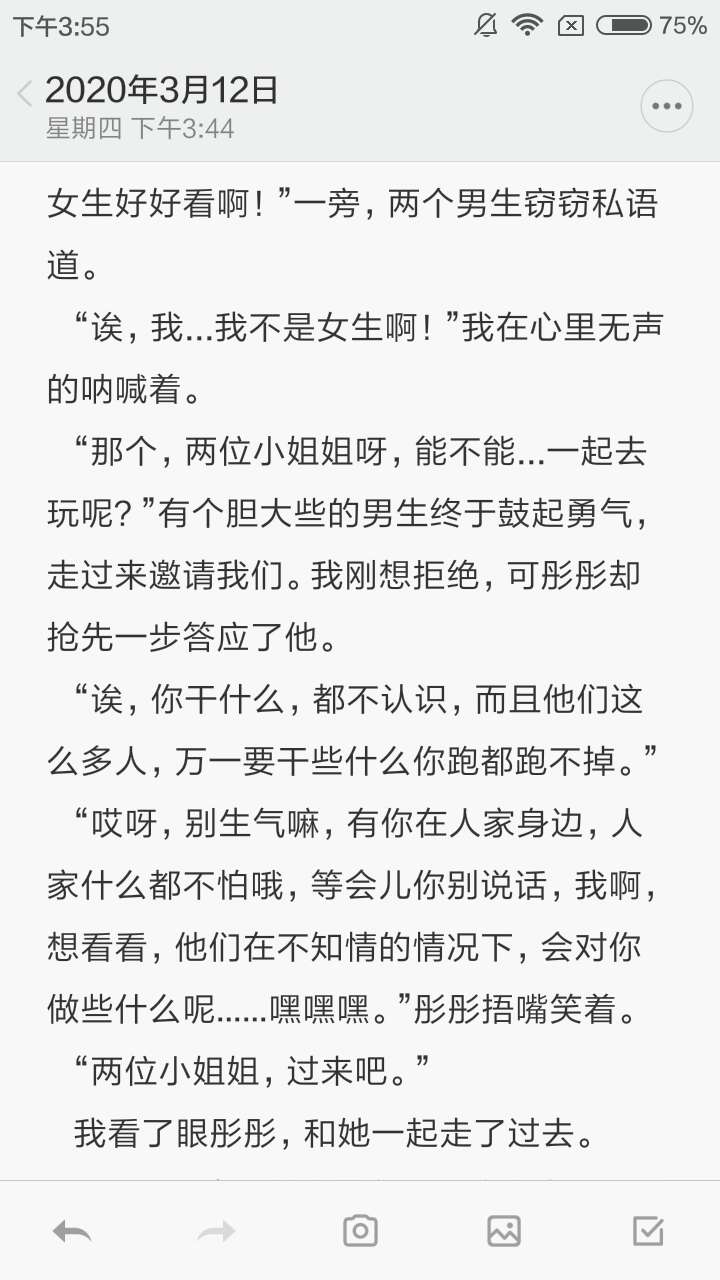 下午3:55
75%
2020年3月12日
星期四 下午3:44
女生好好看啊！”一旁，两个男生窃窃私语
道。
“诶，我...我不是女生啊！”我在心里无声
的呐喊着。
“那个，两位小姐姐呀，能不能...一起去
玩呢？”有个胆大些的男生终于鼓起勇气，
走过来邀请我们。我刚想拒绝，可彤彤却
抢先一步答应了他。
“诶，你干什么，都不认识，而且他们这
么多人，万一要干些什么你跑都跑不掉。”
“哎呀，别生气嘛，有你在人家身边，人
家什么都不怕哦，等会儿你别说话，我啊，
想看看，他们在不知情的情况下，会对你
做些什么呢......嘿嘿嘿。”彤彤捂嘴笑着。
“两位小姐姐，过来吧。”
我看了眼彤彤，和她一起走了过去。